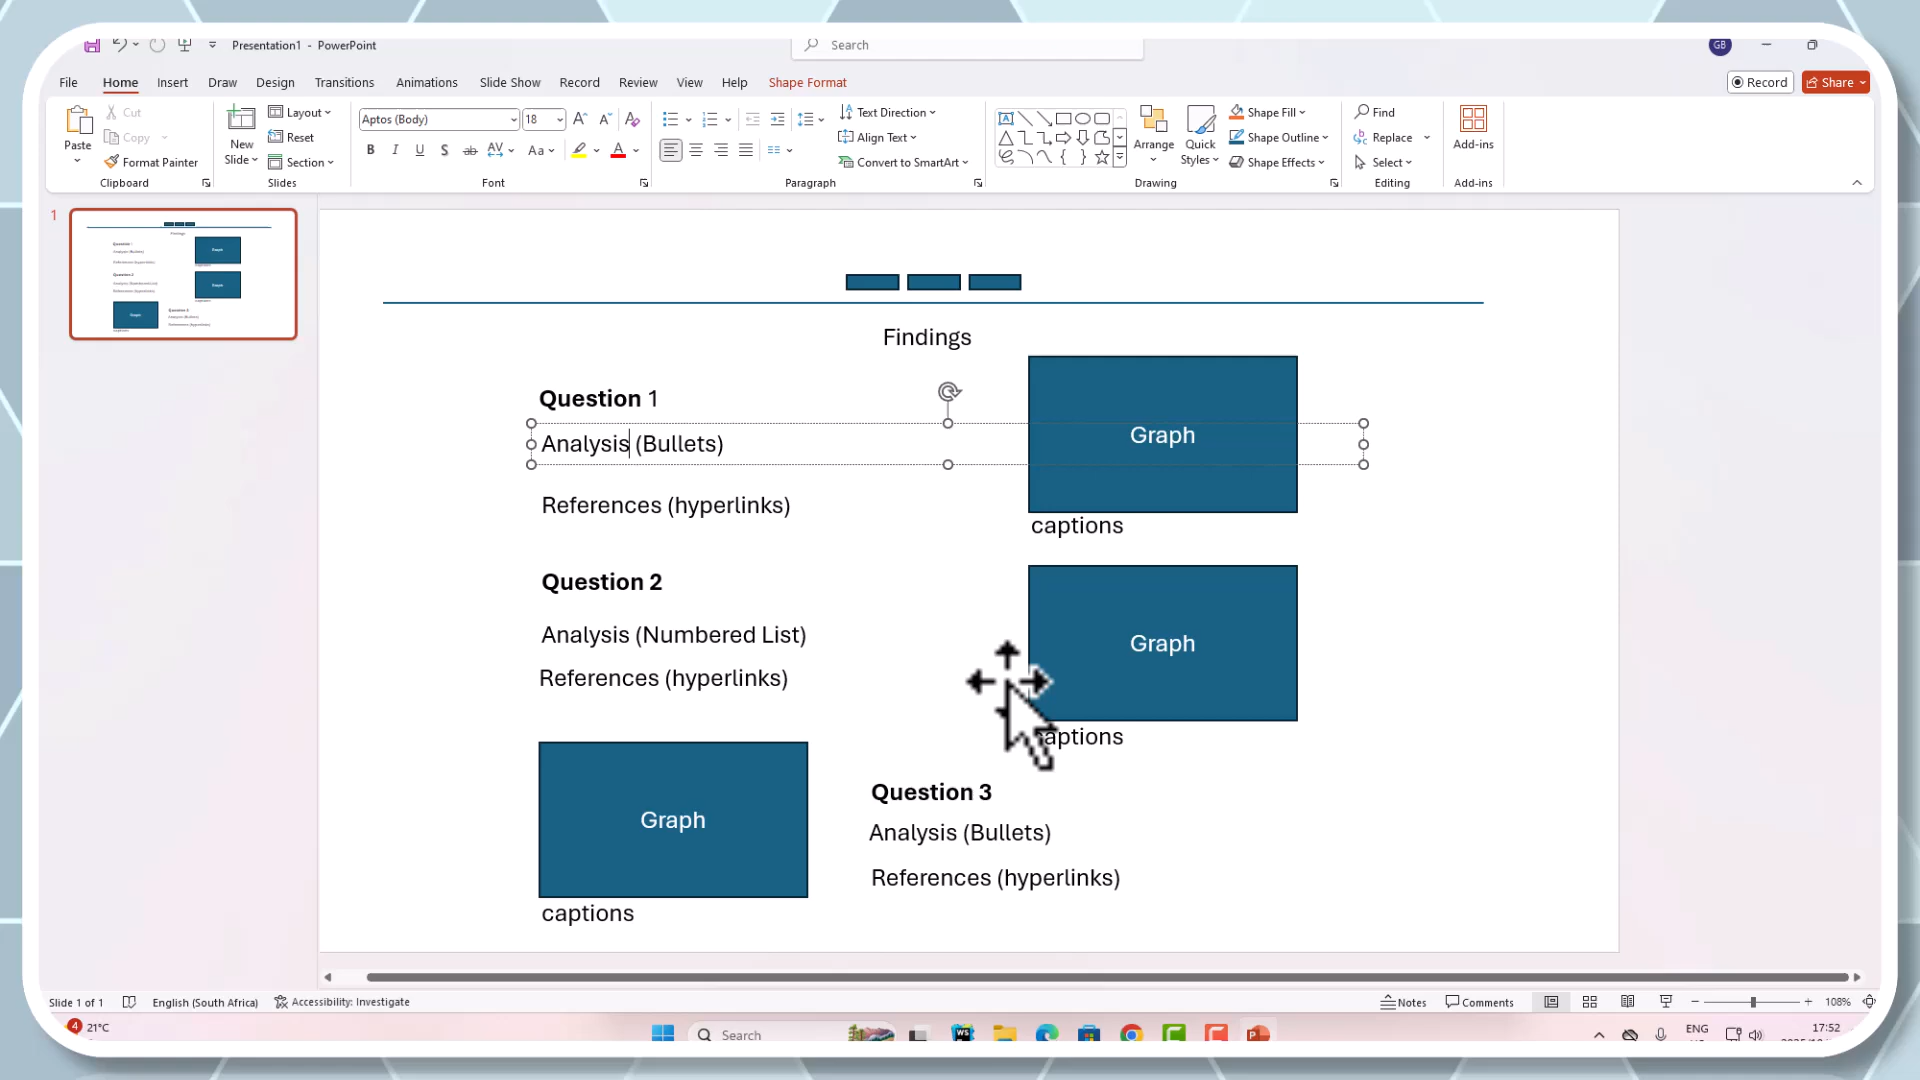 Presentation1 - PowerPoint
Search
GB
File Home Insert Draw Design Transitions Animations Slide Show Record Review View Help Shape Format
Record Share
Paste
Cut
Copy
Format Painter
Clipboard
New Slide
Layout
Reset
Section
Slides
Aptos (Body) 18
Font
Text Direction
Align Text
Convert to SmartArt
Paragraph
Arrange
Quick Styles
Shape Fill
Shape Outline
Shape Effects
Drawing
Find
Replace
Select
Editing
Add-ins
Add-ins
1
Findings
Question 1
Analysis (Bullets)
References (hyperlinks)
Graph
captions
Question 2
Analysis (Numbered List)
References (hyperlinks)
Graph
aptions
Graph
captions
Question 3
Analysis (Bullets)
References (hyperlinks)
Slide 1 of 1
English (South Africa)
Accessibility: Investigate
Notes
Comments
108%
4
21°C
Search
ENG
17:52